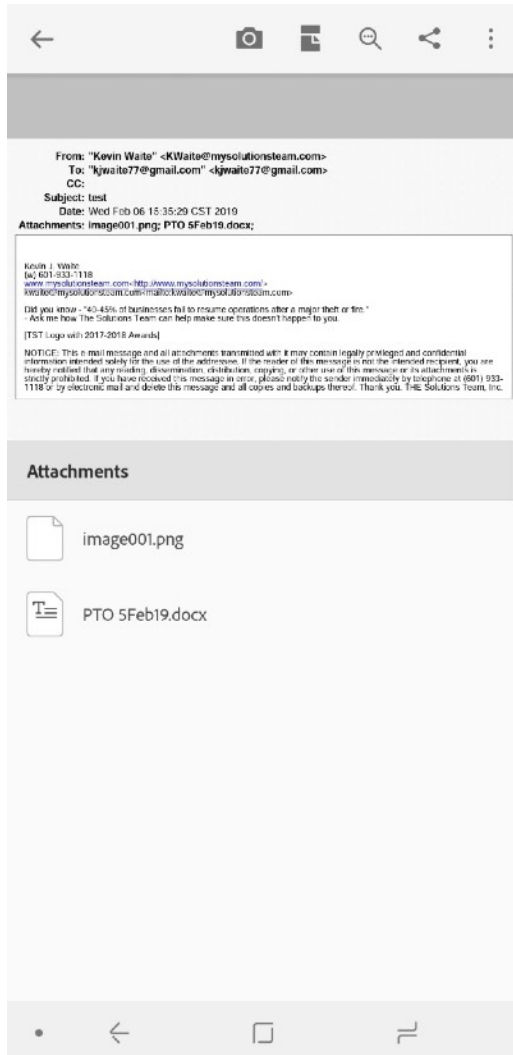 From: "Kevin Waite" <KWaite@mysolutionsteam.com>
To: "kjwaite77@gmail.com" <kjwaite77@gmail.com>
CC:
Subject: test
Date: Wed Feb 06 15:35:29 CST 2019
Attachments: image001.png; PTO 5Feb19.docx;
Kevin J. Waite
(w) 601-933-1118
www.mysolutionsteam.com<http://www.mysolutionsteam.com/>
kwaite@mysolutionsteam.com<mailto:kwaite@mysolutionsteam.com>
Did you know - "40-45% of businesses fail to resume operations after a major theft or fire."
- Ask me how The Solutions Team can help make sure this doesn't happen to you.
[TST Logo with 2017-2018 Awards]
NOTICE: This e-mail message and all attachments transmitted with it may contain legally privileged and confidential
information intended solely for the use of the addressee. If the reader of this message is not the intended recipient, you are
hereby notified that any reading, dissemination, distribution, copying, or other use of this message or its attachments is
strictly prohibited. If you have received this message in error, please notify the sender immediately by telephone at (601) 933-
1118 or by electronic mail and delete this message and all copies and backups thereof. Thank you. THE Solutions Team, Inc.
Attachments
image001.png
PTO 5Feb19.docx